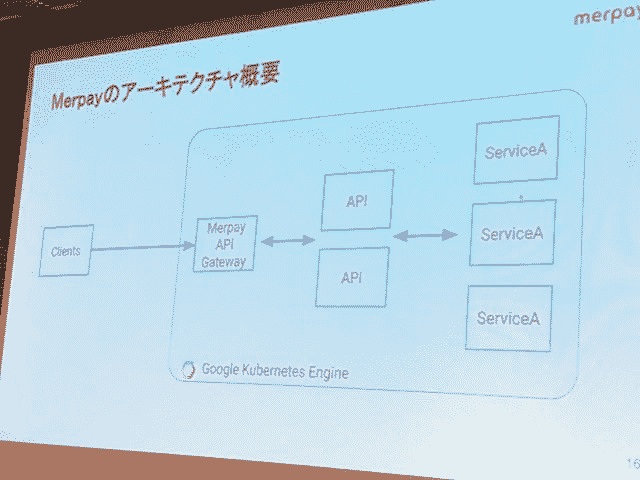 merpay
Merpayのアーキテクチャ概要
Clients
Merpay
API
Gateway
API
API
ServiceA
ServiceA
ServiceA
Google Kubernetes Engine
16